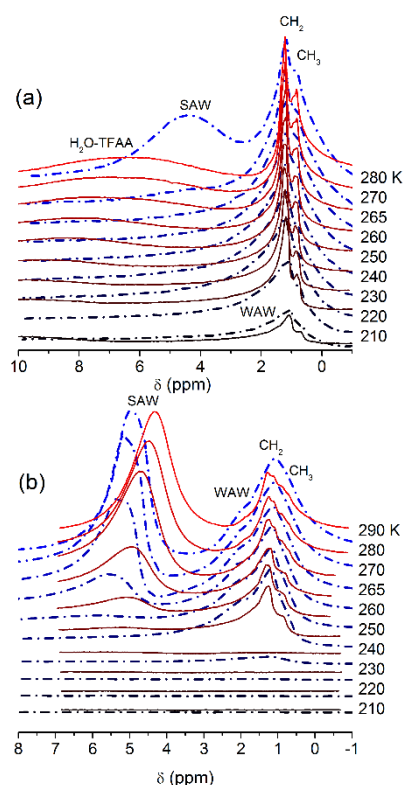 (a)
CH2
CH3
SAW
H2O-TFAA
280 K
270
265
260
250
240
230
220
210
WAW
10 8 6 4 2 0
δ (ppm)
(b)
SAW
CH2
CH3
WAW
290 K
280
270
265
260
250
240
230
220
210
8 7 6 5 4 3 2 1 0 -1
δ (ppm)